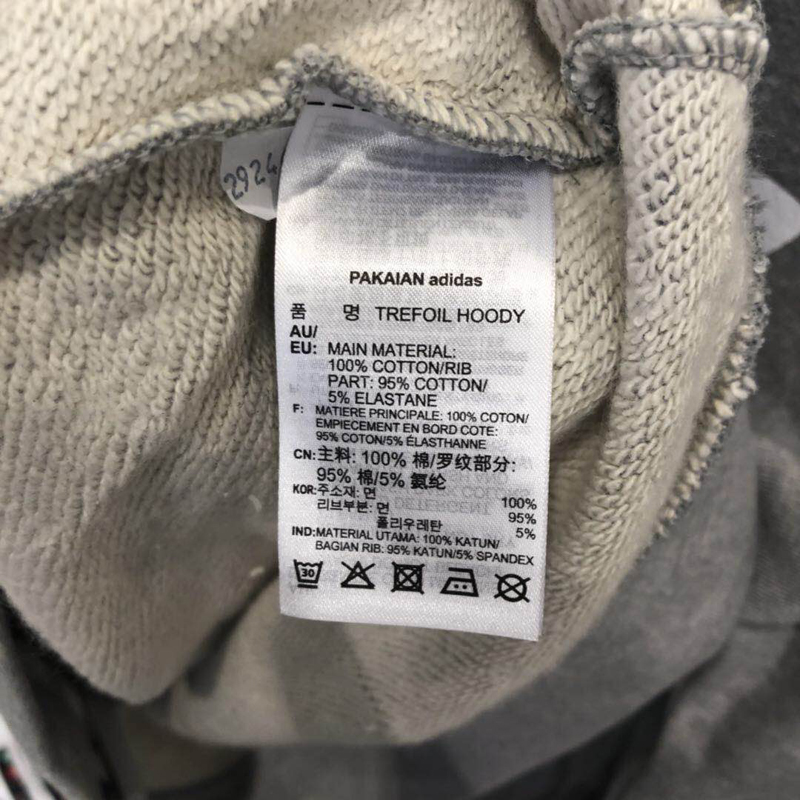 2924
PAKAIAN adidas
품 명 TREFOIL HOODY
AU/
EU: MAIN MATERIAL:
100% COTTON/RIB
PART: 95% COTTON/
5% ELASTANE
F: MATIERE PRINCIPALE: 100% COTON/
EMPIECEMENT EN BORD COTE:
95% COTON/5% ÉLASTHANNE
CN: 主料: 100% 棉/罗纹部分:
95% 棉/5% 氨纶
KOR: 주소재: 면 100%
리브부분: 면 95%
폴리우레탄 5%
IND: MATERIAL UTAMA: 100% KATUN/
BAGIAN RIB: 95% KATUN/5% SPANDEX
30